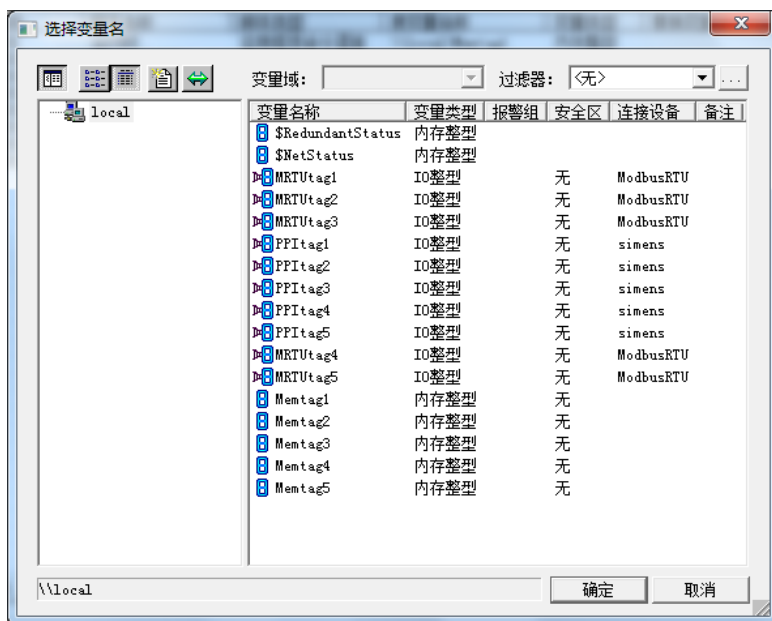 选择变量名
变量域： 过滤器： <无> ...
local
变量名称 变量类型 报警组 安全区 连接设备 备注
$RedundantStatus 内存整型
$NetStatus 内存整型
MRTUtag1 IO整型 无 ModbusRTU
MRTUtag2 IO整型 无 ModbusRTU
MRTUtag3 IO整型 无 ModbusRTU
PPItag1 IO整型 无 simens
PPItag2 IO整型 无 simens
PPItag3 IO整型 无 simens
PPItag4 IO整型 无 simens
PPItag5 IO整型 无 simens
MRTUtag4 IO整型 无 ModbusRTU
MRTUtag5 IO整型 无 ModbusRTU
Memtag1 内存整型 无
Memtag2 内存整型 无
Memtag3 内存整型 无
Memtag4 内存整型 无
Memtag5 内存整型 无
\\local 确定 取消